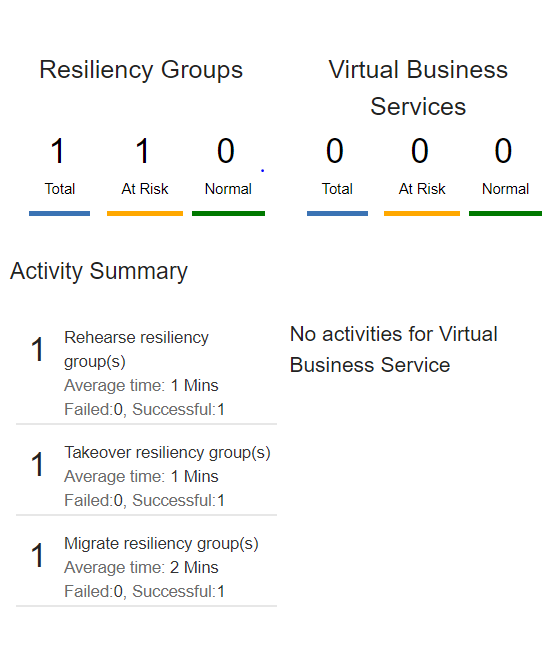 Resiliency Groups
1 1 0
Total At Risk Normal
Virtual Business
Services
0 0 0
Total At Risk Normal
Activity Summary
1
Rehearse resiliency
group(s)
Average time: 1 Mins
Failed:0, Successful:1
1
Takeover resiliency group(s)
Average time: 1 Mins
Failed:0, Successful:1
1
Migrate resiliency group(s)
Average time: 2 Mins
Failed:0, Successful:1
No activities for Virtual
Business Service